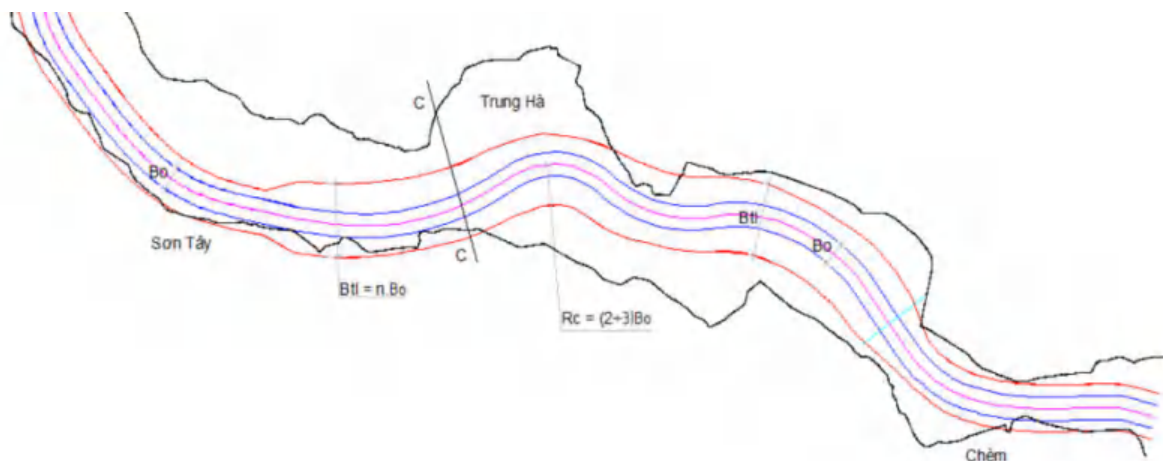 C
Trung Hà
Bo
Btl
Sơn Tây
Bo
C
Btl = n.Bo
Rc = (2÷3)Bo
Chèm